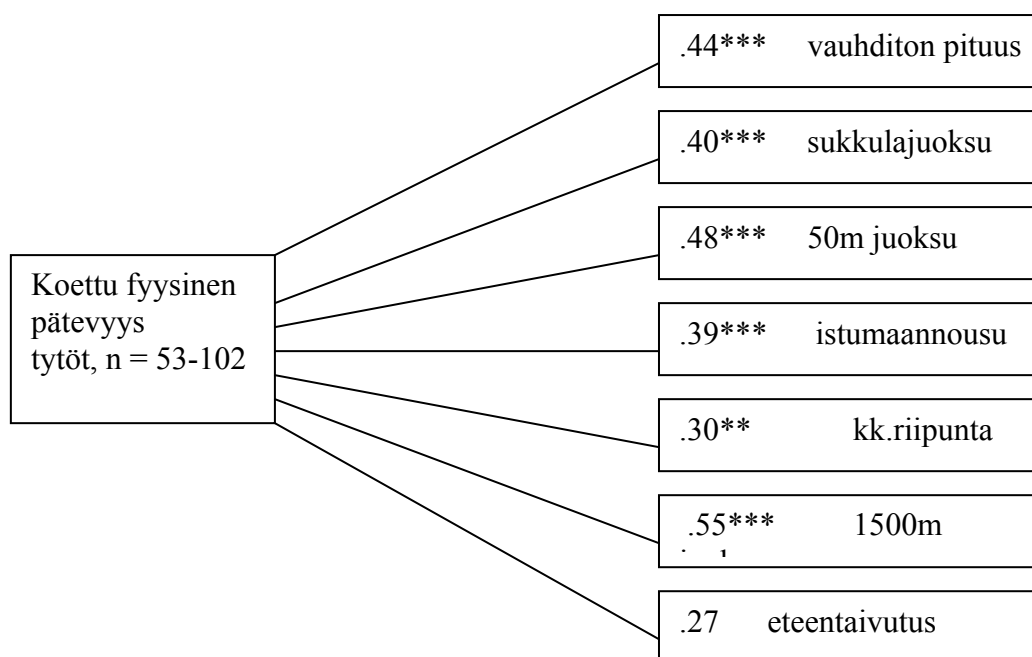 .44*** vauhditon pituus
.40*** sukkulajuoksu
.48*** 50m juoksu
Koettu fyysinen
pätevyys
tytöt, n = 53-102
.39*** istumaannousu
.30** kk.riipunta
.55*** 1500m
.27 eteentaivutus